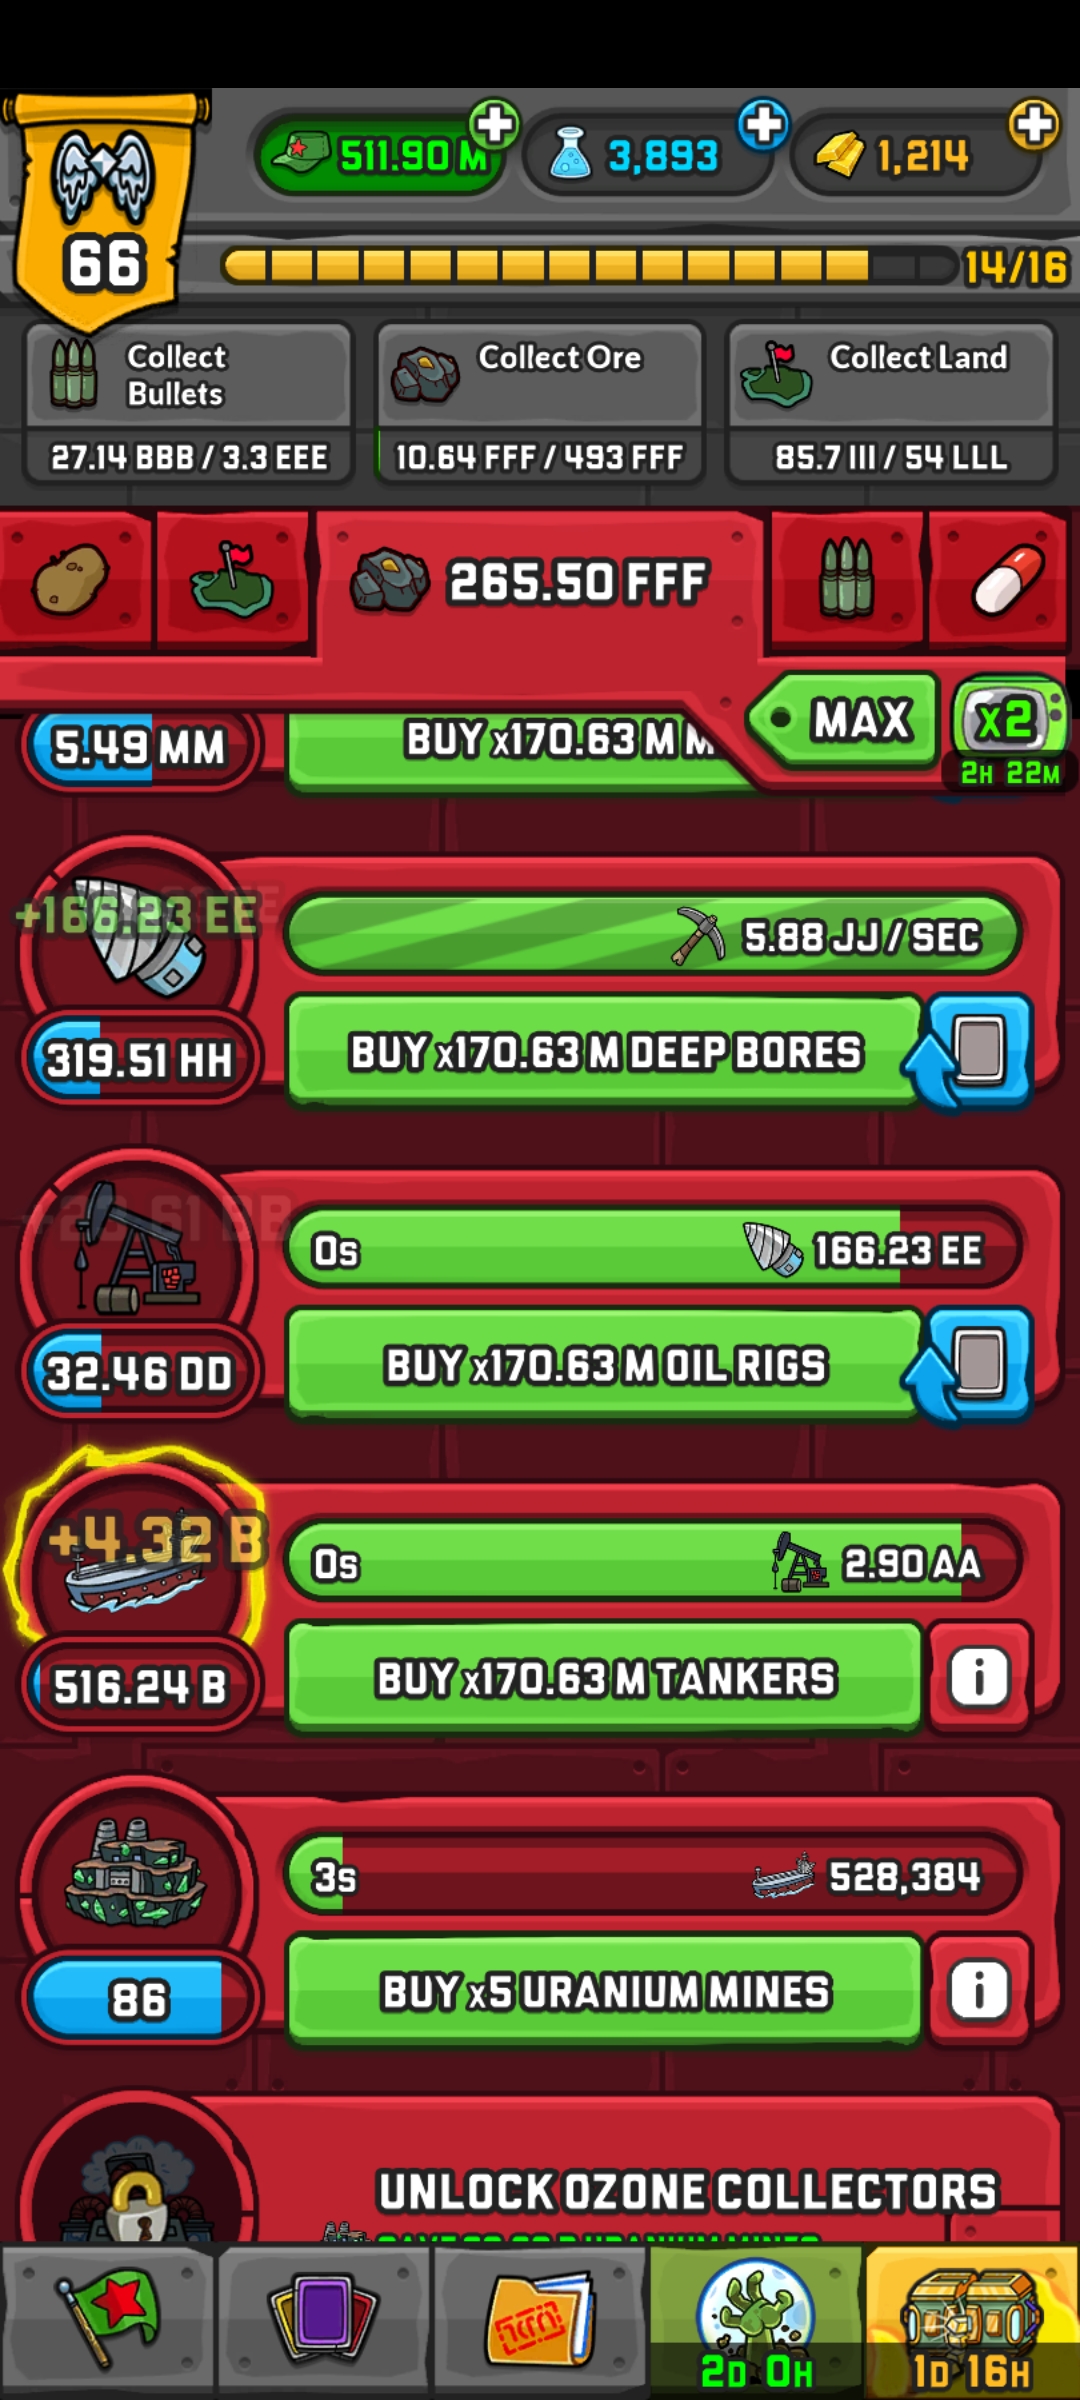 511.90 M
3,893
1,214
66
14/16
Collect
Bullets
27.14 BBB / 3.3 EEE
Collect Ore
10.64 FFF / 493 FFF
Collect Land
85.7 III / 54 LLL
265.50 FFF
MAX
x2
2H 22M
5.49 MM
BUY x170.63 M M
+166.23 EE
5.88 JJ / SEC
319.51 HH
BUY x170.63 M DEEP BORES
0s
166.23 EE
32.46 DD
BUY x170.63 M OIL RIGS
+4.32 B
0s
2.90 AA
516.24 B
BUY x170.63 M TANKERS
i
3s
528,384
86
BUY x5 URANIUM MINES
i
UNLOCK OZONE COLLECTORS
2D 0H
1D 16H